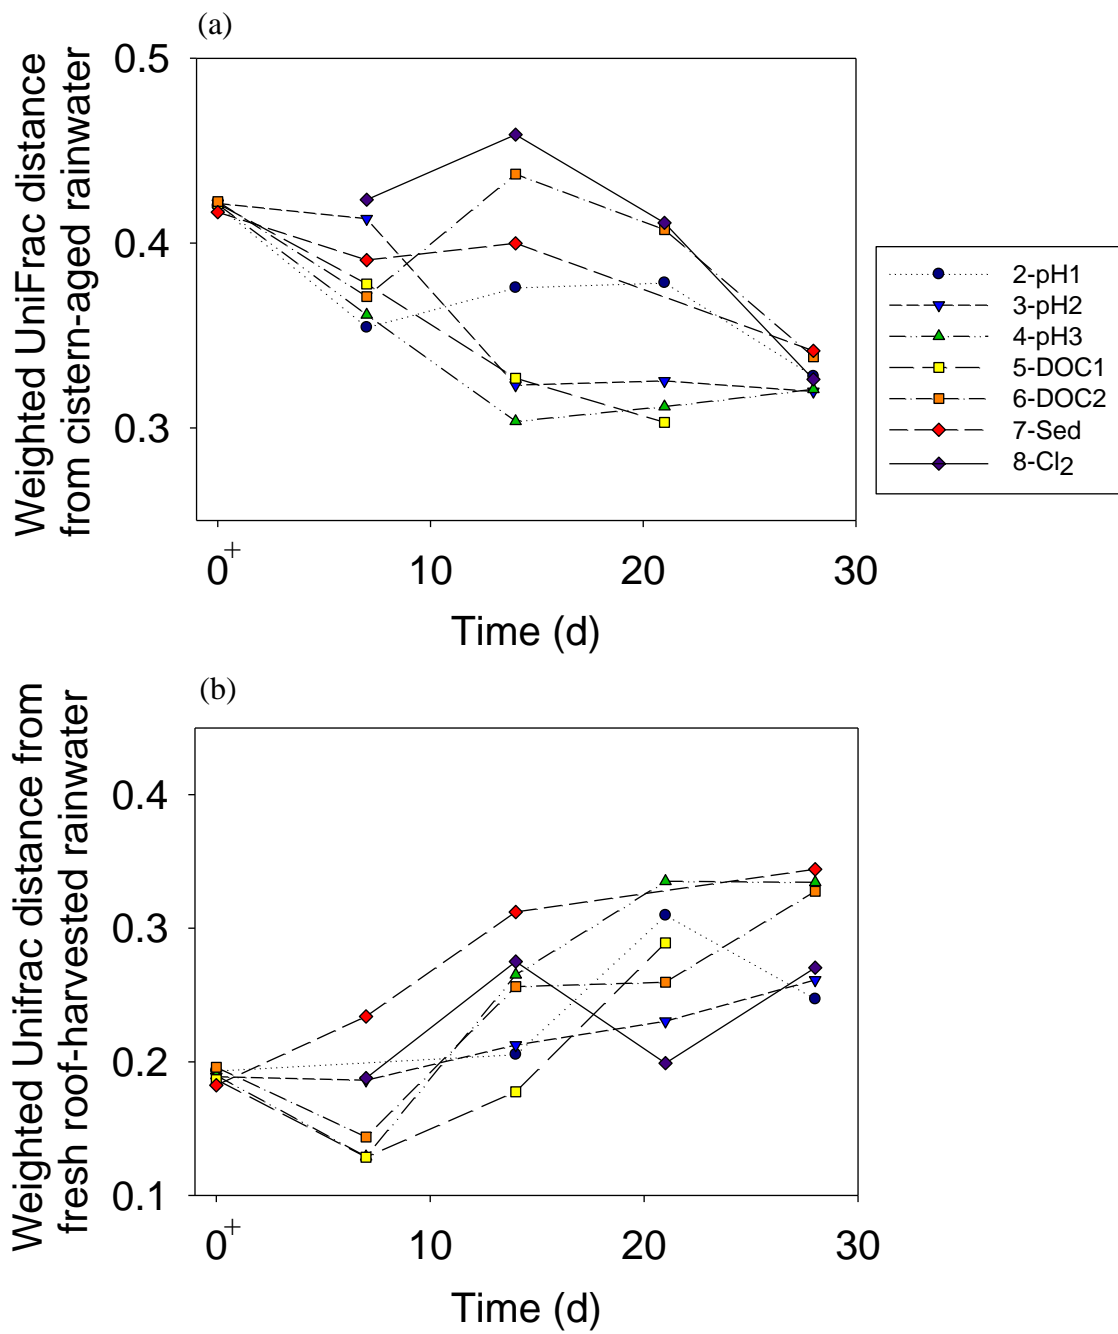 (a)
Weighted UniFrac distance
from cistern-aged rainwater
0.5
0.4
0.3
0+
10
20
30
Time (d)
2-pH1
3-pH2
4-pH3
5-DOC1
6-DOC2
7-Sed
8-Cl2
(b)
Weighted Unifrac distance from
fresh roof-harvested rainwater
0.4
0.3
0.2
0.1
0+
10
20
30
Time (d)